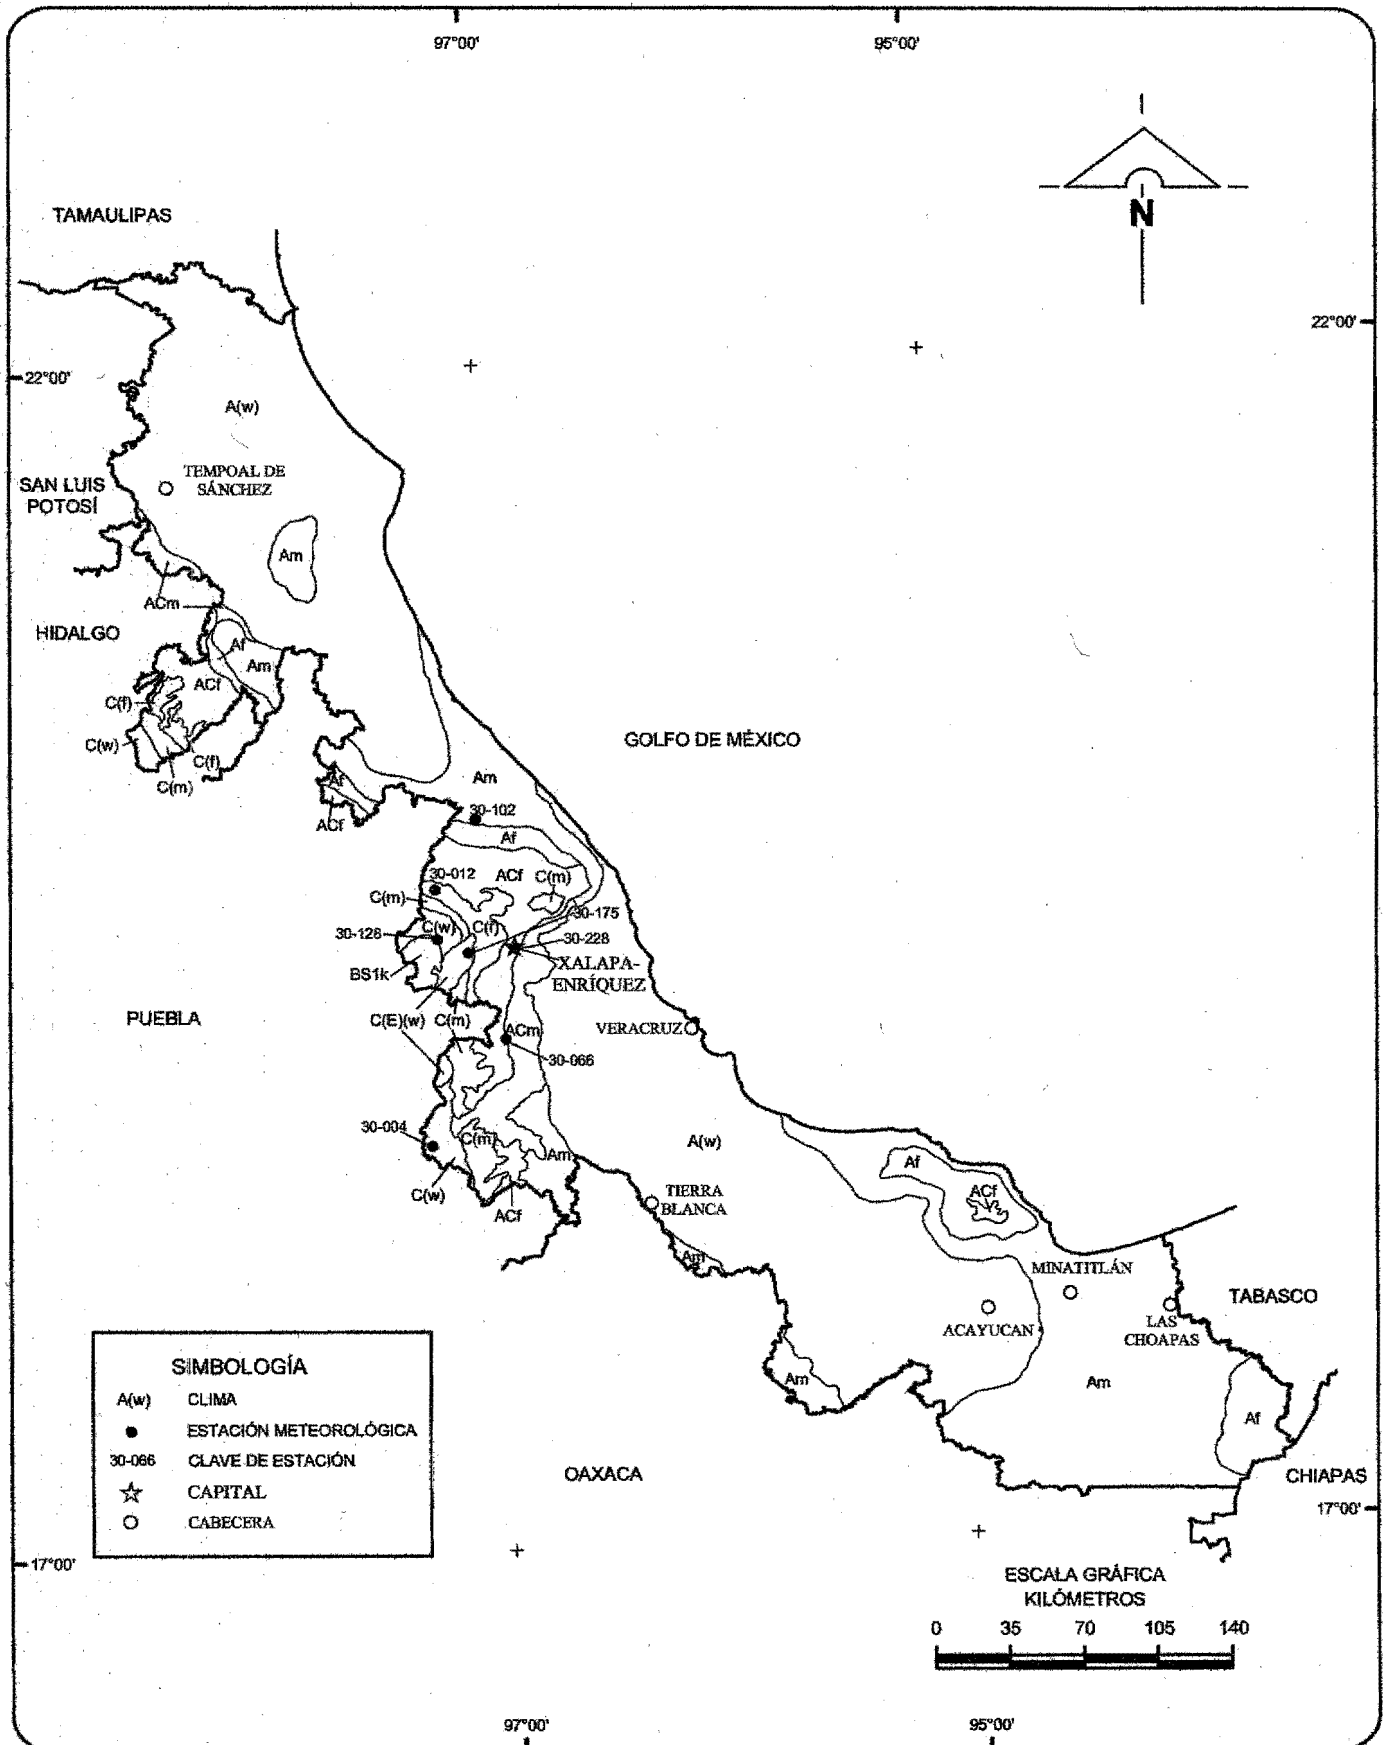 97°00'
95°00'
N
TAMAULIPAS
22°00'
22°00'
A(w)
TEMPOAL DE
SÁNCHEZ
SAN LUIS
POTOSÍ
Am
ACm
HIDALGO
Af
Am
ACf
C(f)
C(w)
C(f)
C(m)
GOLFO DE MÉXICO
Am
Af
ACf
30-102
Af
30-012
ACf
C(m)
C(m)
30-175
C(w)
C(f)
30-128
30-228
BS1k
XALAPA-
ENRÍQUEZ
PUEBLA
C(E)(w)
C(m)
ACm
VERACRUZ
30-066
30-004
C(m)
A(w)
Am
Af
C(w)
ACf
TIERRA
BLANCA
ACf
Am
MINATITLÁN
TABASCO
ACAYUCAN
LAS
CHOAPAS
Am
Am
Af
SIMBOLOGÍA
A(w) CLIMA
ESTACIÓN METEOROLÓGICA
30-066 CLAVE DE ESTACIÓN
CAPITAL
CABECERA
OAXACA
CHIAPAS
17°00'
17°00'
ESCALA GRÁFICA
KILÓMETROS
0 35 70 105 140
97°00'
95°00'